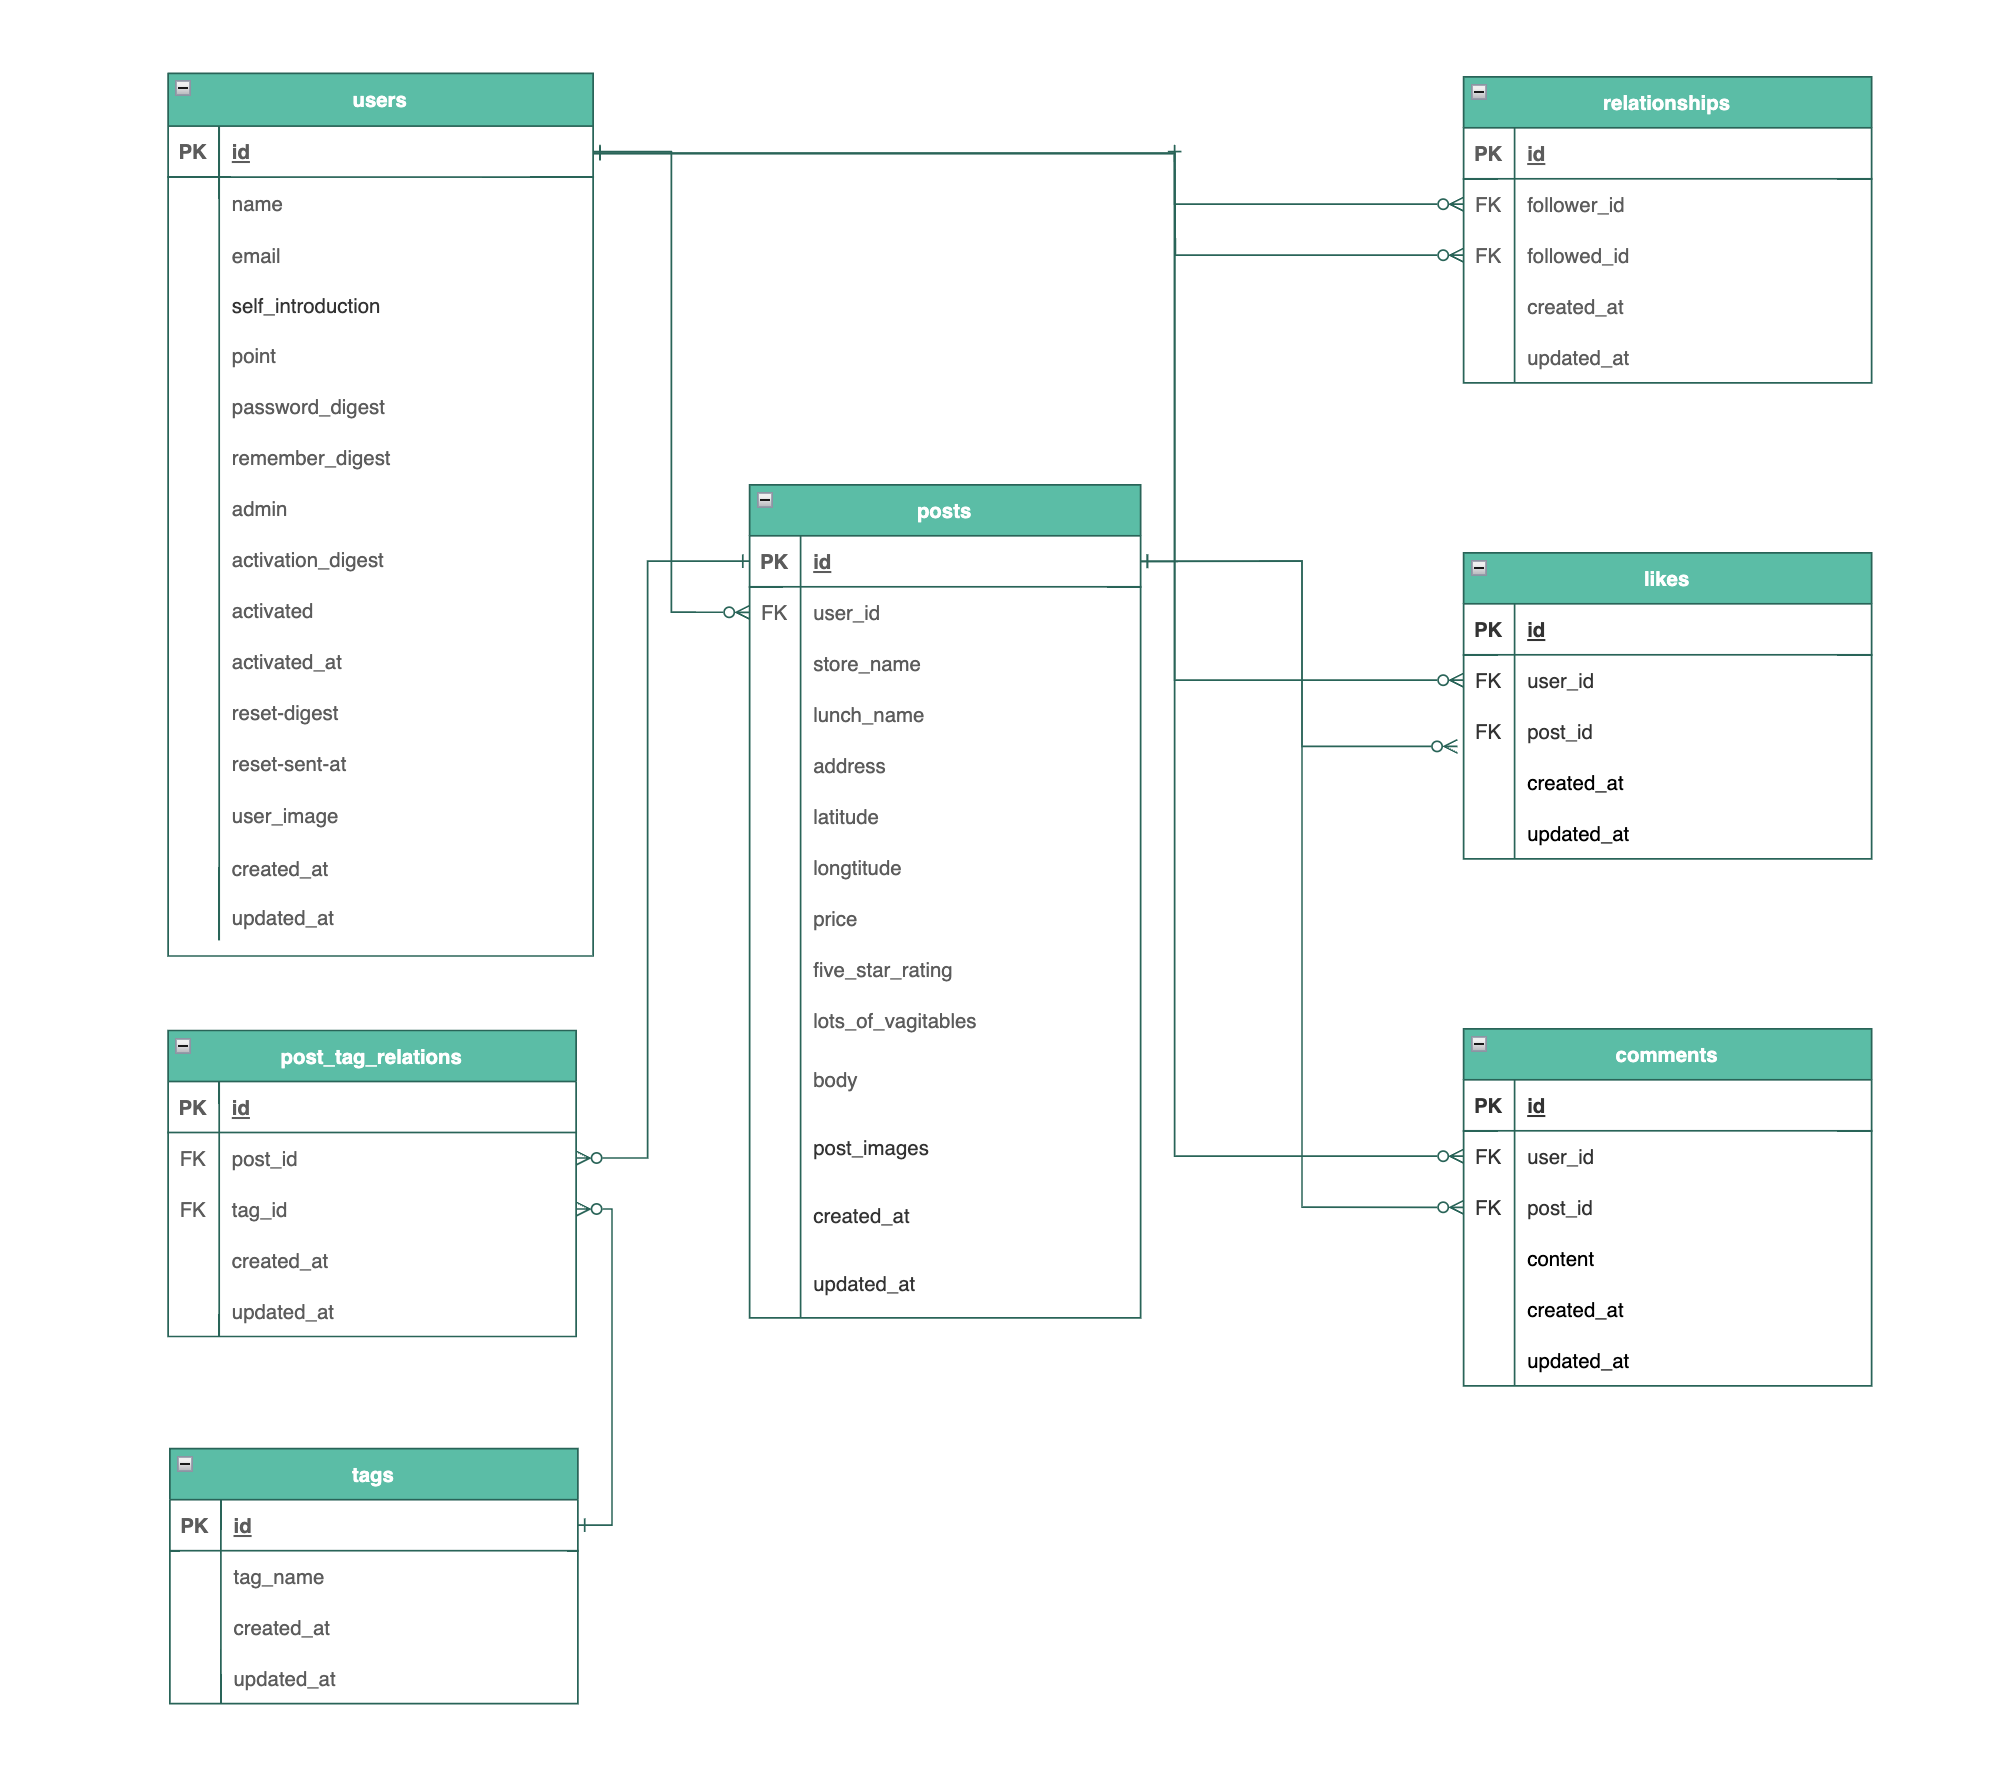 users
PK id
name
email
self_introduction
point
password_digest
remember_digest
admin
activation_digest
activated
activated_at
reset-digest
reset-sent-at
user_image
created_at
updated_at
relationships
PK id
FK follower_id
FK followed_id
created_at
updated_at
posts
PK id
FK user_id
store_name
lunch_name
address
latitude
longtitude
price
five_star_rating
lots_of_vagitables
body
post_images
created_at
updated_at
likes
PK id
FK user_id
FK post_id
created_at
updated_at
post_tag_relations
PK id
FK post_id
FK tag_id
created_at
updated_at
comments
PK id
FK user_id
FK post_id
content
created_at
updated_at
tags
PK id
tag_name
created_at
updated_at